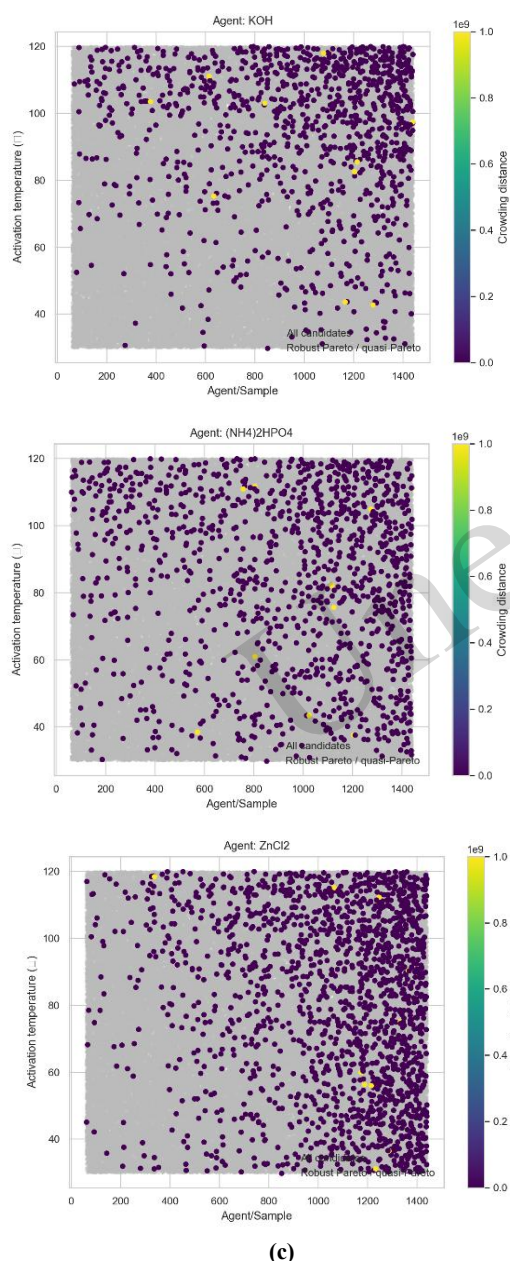 Agent: KOH
120
100
80
60
40
Activation temperature (□)
0 200 400 600 800 1000 1200 1400
Agent/Sample
All candidates
Robust Pareto / quasi-Pareto
1e9
1.0
0.8
0.6
0.4
0.2
0.0
Crowding distance
Agent: (NH4)2HPO4
120
100
80
60
40
Activation temperature (□)
0 200 400 600 800 1000 1200 1400
Agent/Sample
All candidates
Robust Pareto / quasi-Pareto
1e9
1.0
0.8
0.6
0.4
0.2
0.0
Crowding distance
Une
Agent: ZnCl2
120
100
80
60
40
Activation temperature (□)
0 200 400 600 800 1000 1200 1400
Agent/Sample
All candidates
Robust Pareto / quasi-Pareto
1e9
1.0
0.8
0.6
0.4
0.2
0.0
Crowding distance
(c)